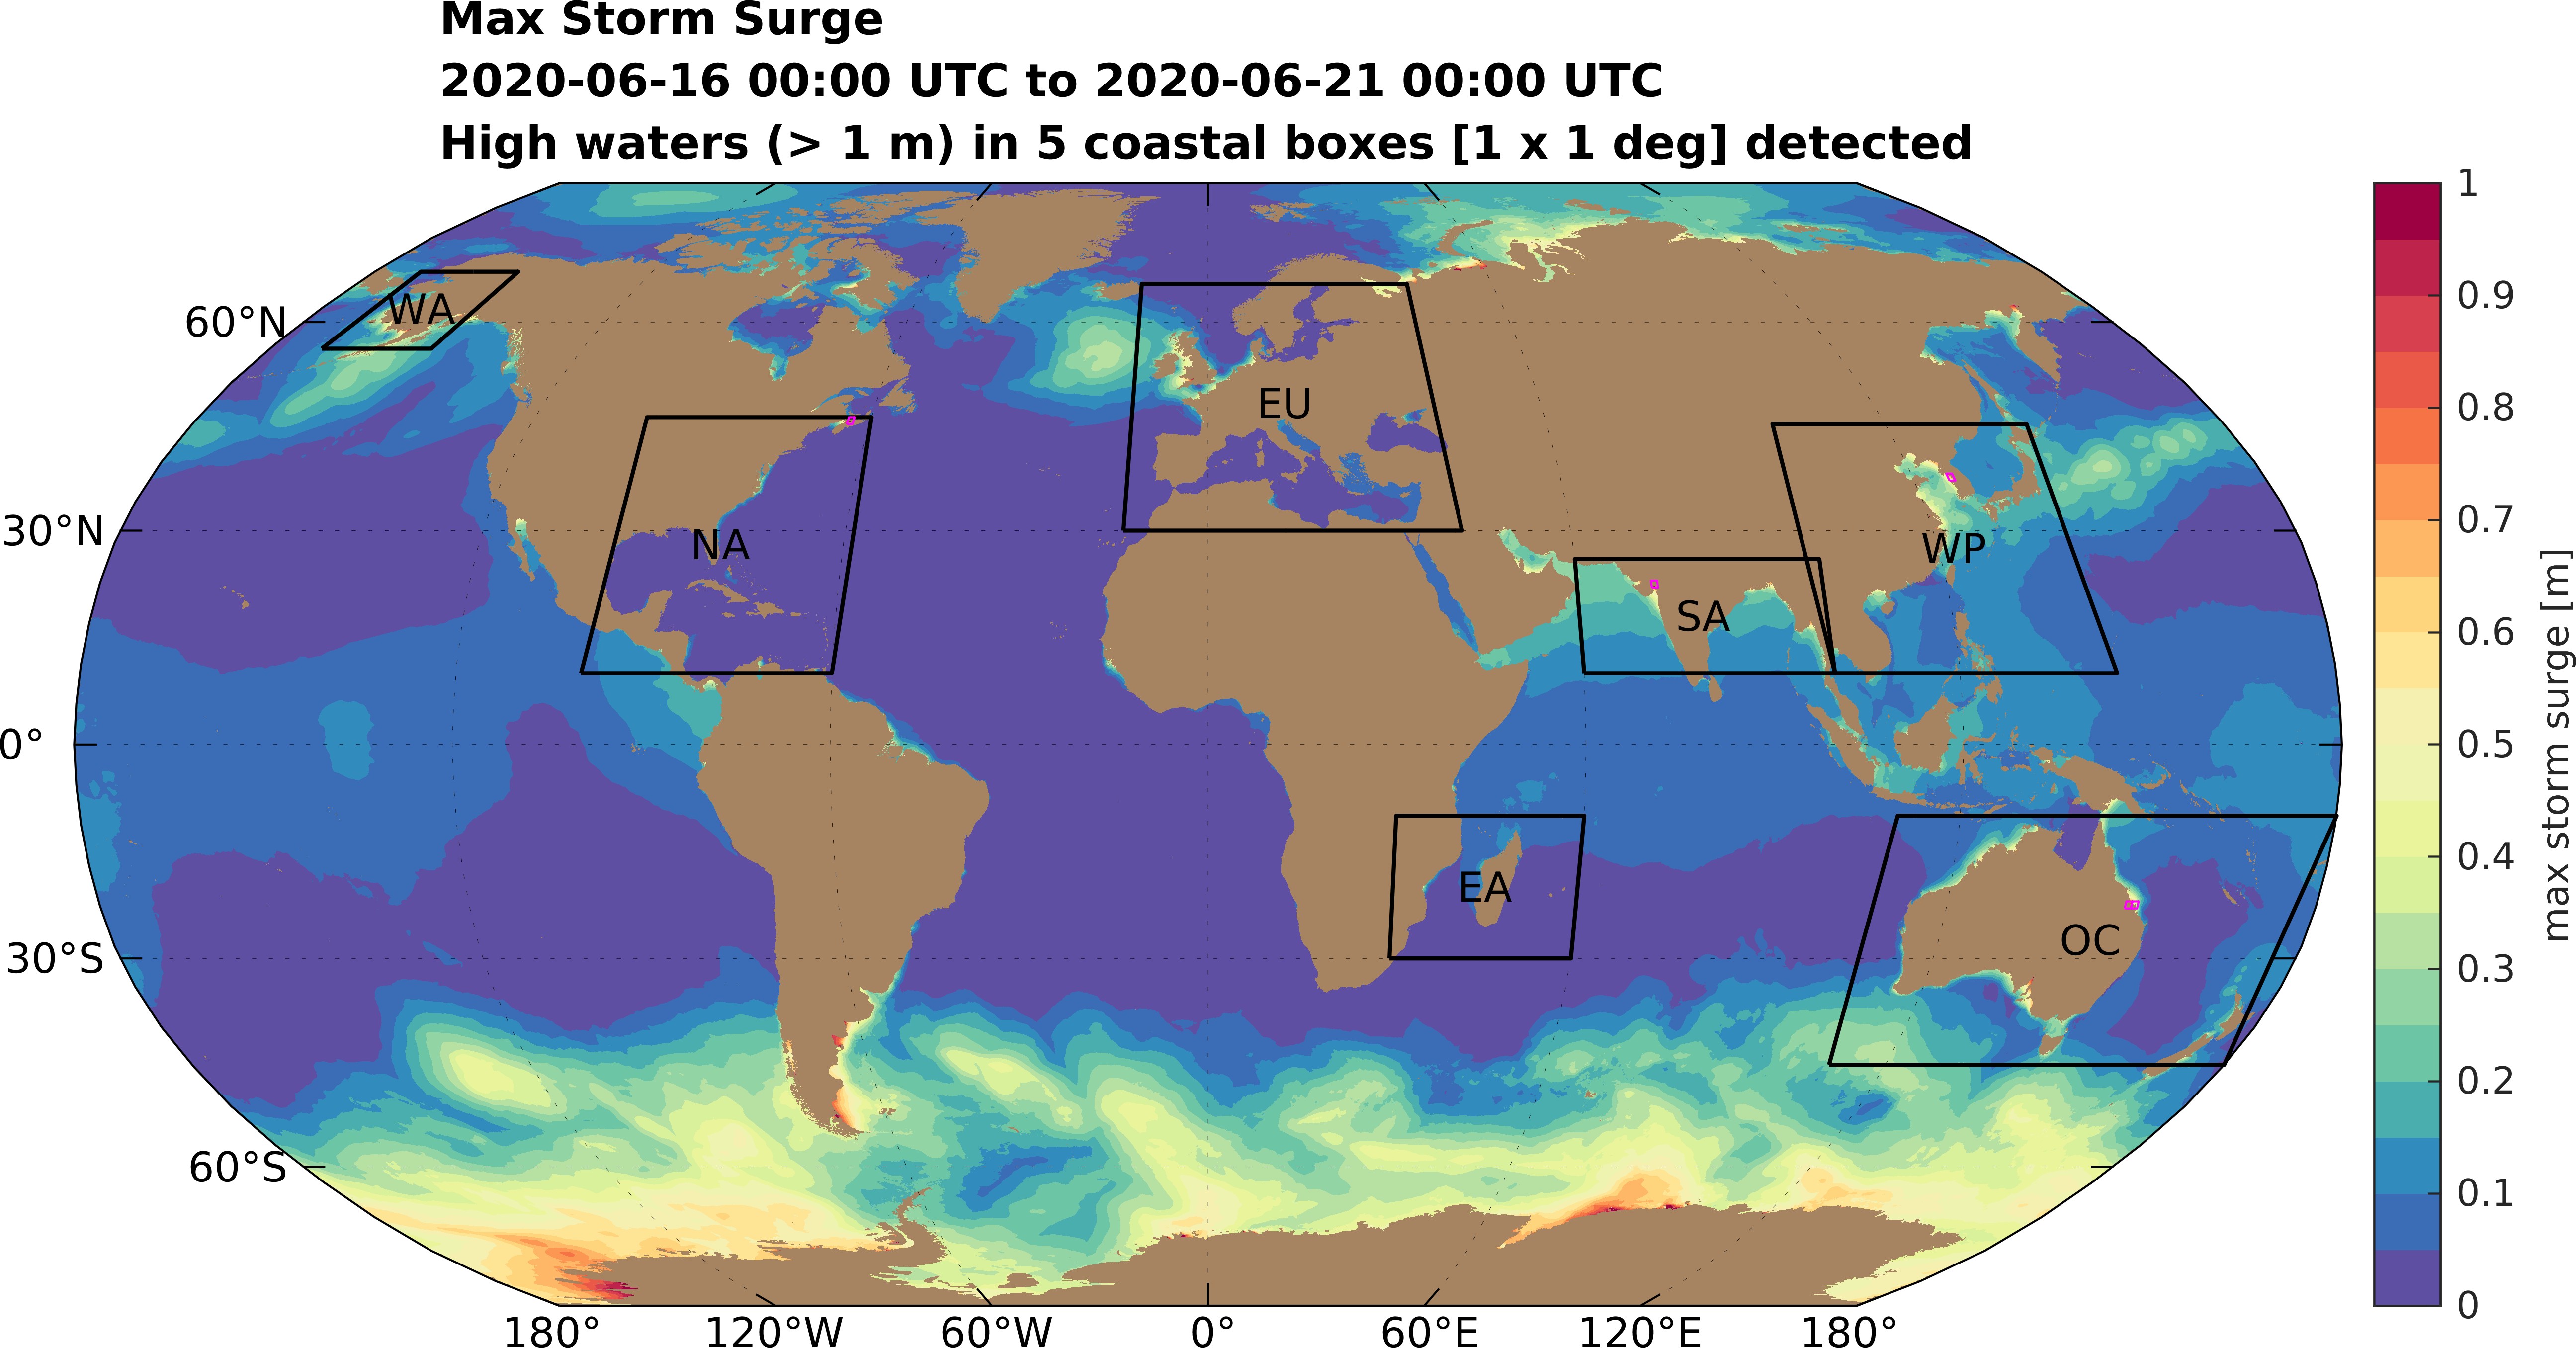 Max Storm Surge
2020-06-16 00:00 UTC to 2020-06-21 00:00 UTC
High waters (> 1 m) in 5 coastal boxes [1 x 1 deg] detected
60°N
30°N
0°
30°S
60°S
WA
NA
EU
SA
WP
EA
OC
180°
120°W
60°W
0°
60°E
120°E
180°
1
0.9
0.8
0.7
0.6
0.5
0.4
0.3
0.2
0.1
0
max storm surge [m]